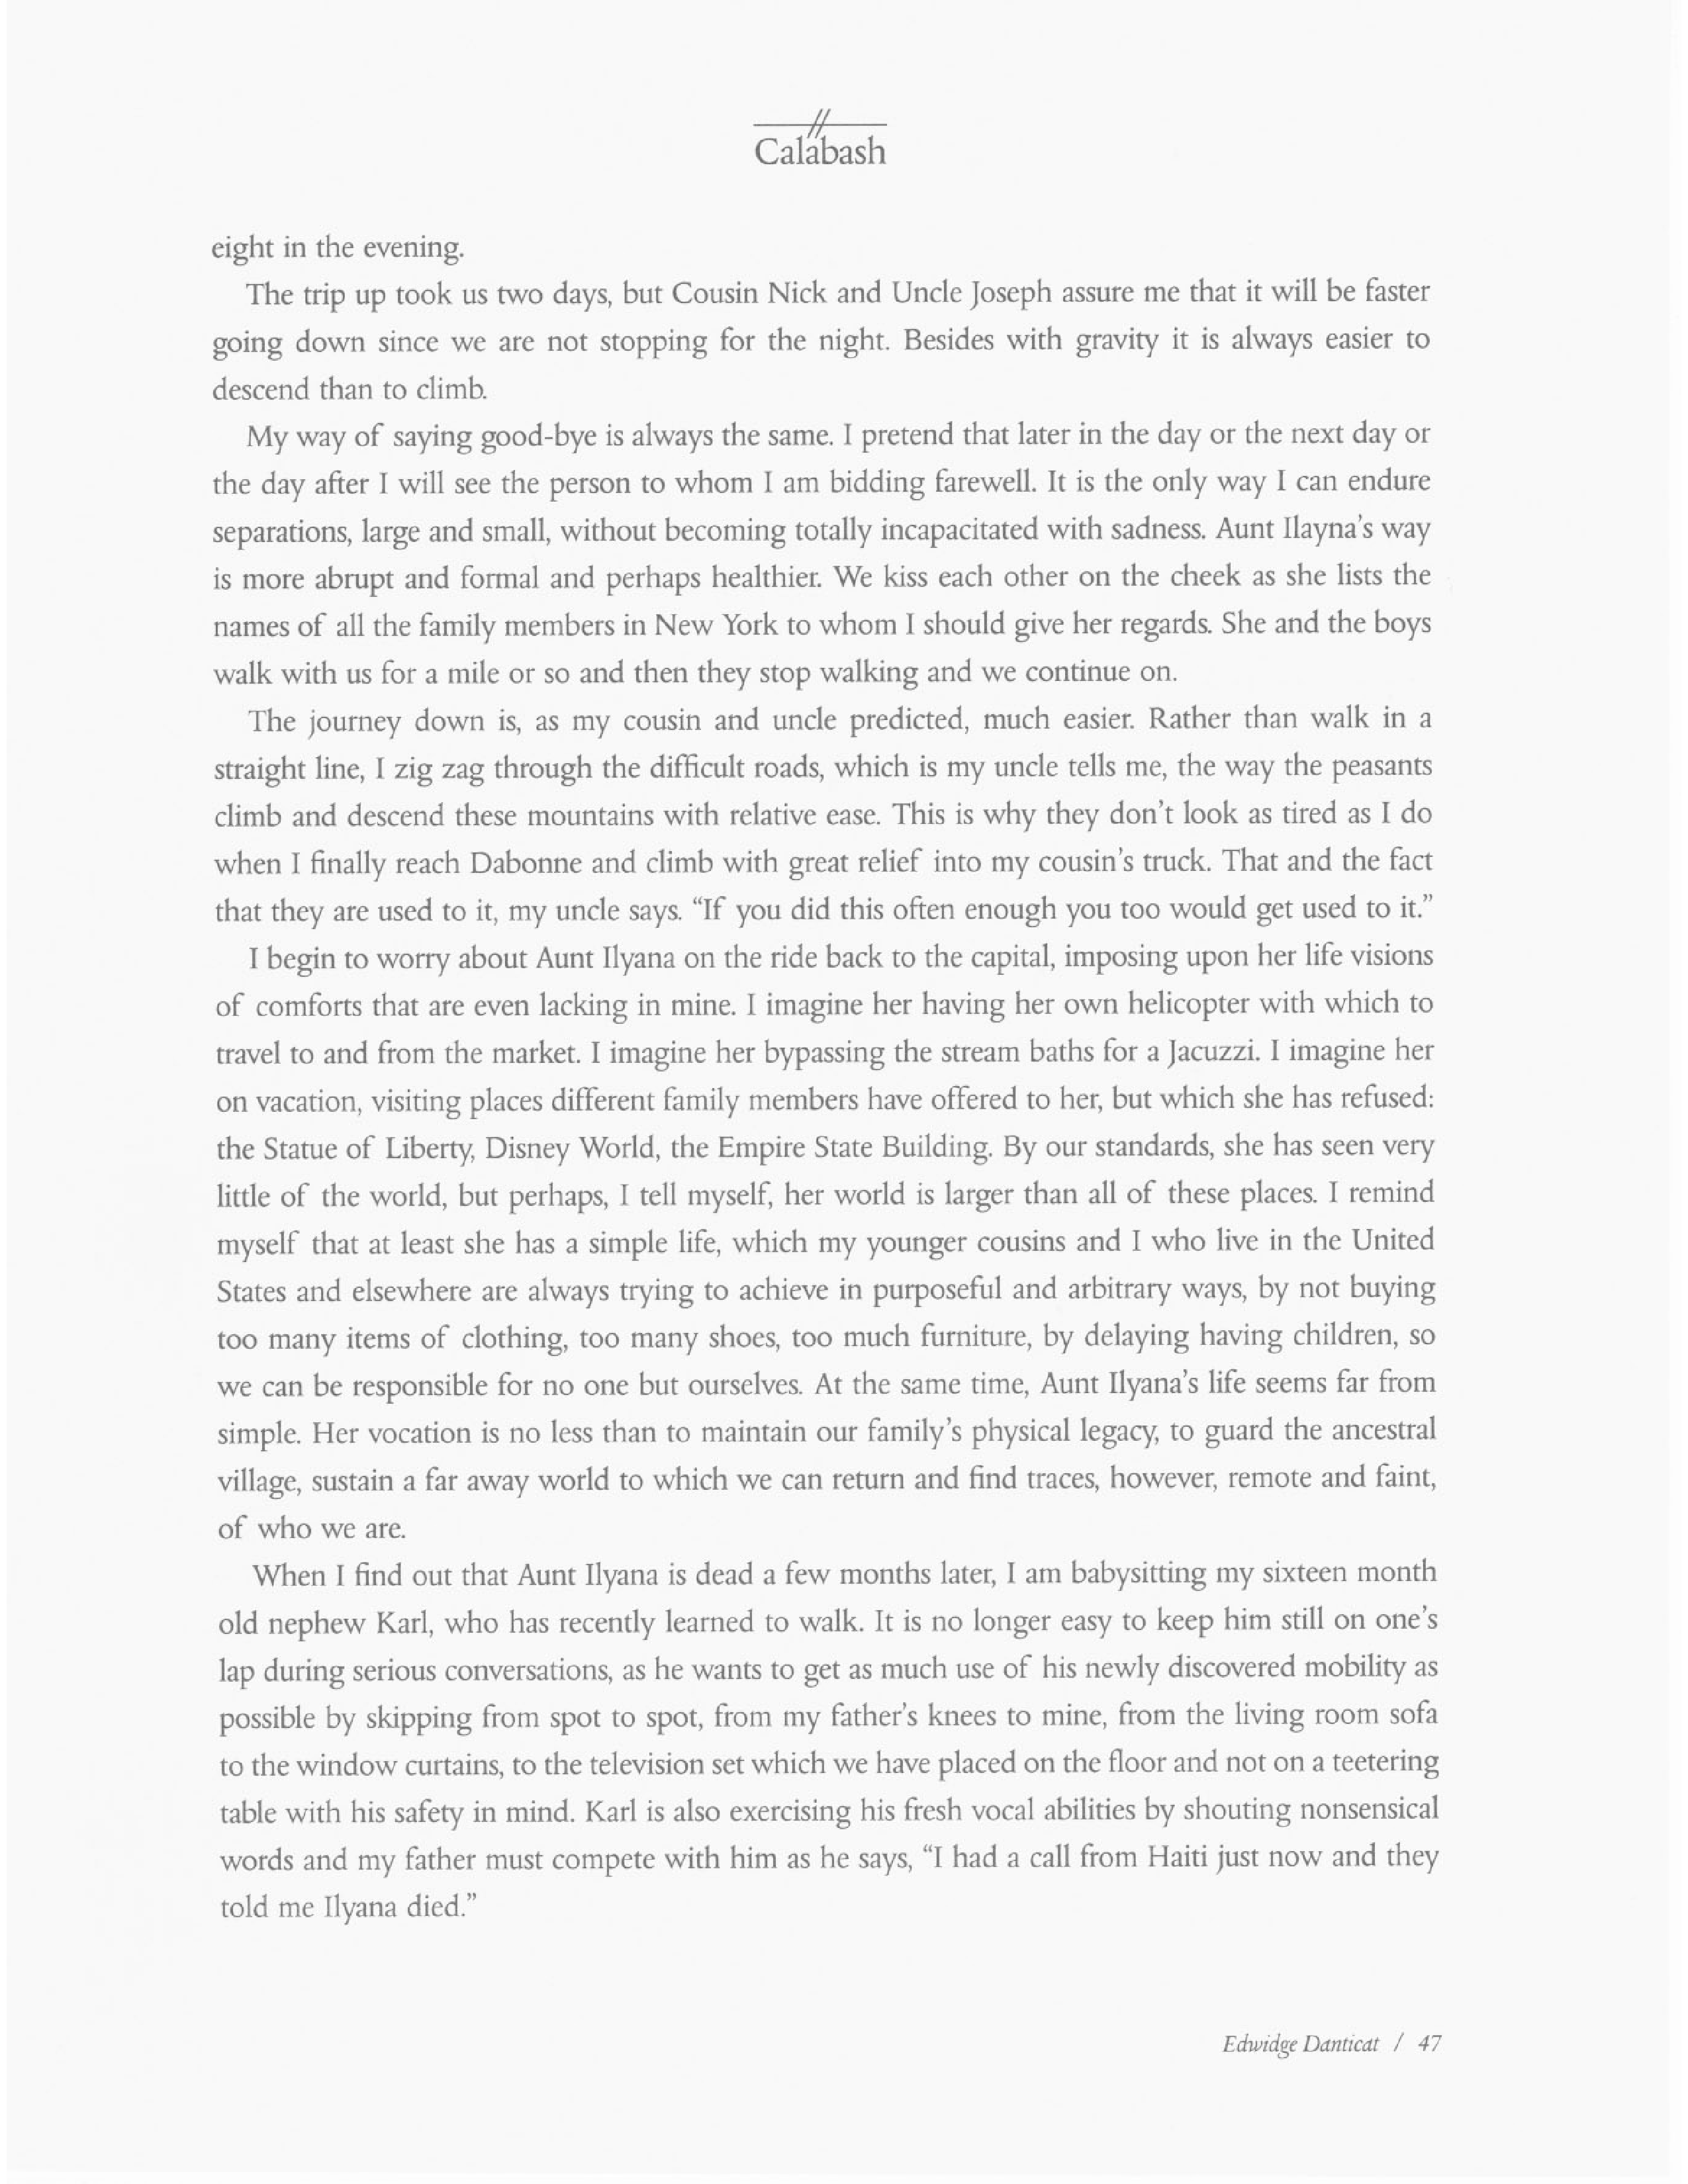 Calabash
eight in the evening.
The trip up took us two days, but Cousin Nick and Uncle Joseph assure me that it will be faster
going down since we are not stopping for the night. Besides with gravity it is always easier to
descend than to climb.
My way of saying good-bye is always the same. I pretend that later in the day or the next day or
the day after I will see the person to whom I am bidding farewell. It is the only way I can endure
separations, large and small, without becoming totally incapacitated with sadness. Aunt Ilayna's way
is more abrupt and formal and perhaps healthier. We kiss each other on the cheek as she lists the
names of all the family members in New York to whom I should give her regards. She and the boys
walk with us for a mile or so and then they stop walking and we continue on.
The journey down is, as my cousin and uncle predicted, much easier. Rather than walk in a
straight line, I zig zag through the difficult roads, which is my uncle tells me, the way the peasants
climb and descend these mountains with relative ease. This is why they don't look as tired as I do
when I finally reach Dabonne and climb with great relief into my cousin's truck. That and the fact
that they are used to it, my uncle says. “If you did this often enough you too would get used to it.”
I begin to worry about Aunt Ilyana on the ride back to the capital, imposing upon her life visions
of comforts that are even lacking in mine. I imagine her having her own helicopter with which to
travel to and from the market. I imagine her bypassing the stream baths for a Jacuzzi. I imagine her
on vacation, visiting places different family members have offered to her, but which she has refused:
the Statue of Liberty, Disney World, the Empire State Building. By our standards, she has seen very
little of the world, but perhaps, I tell myself, her world is larger than all of these places. I remind
myself that at least she has a simple life, which my younger cousins and I who live in the United
States and elsewhere are always trying to achieve in purposeful and arbitrary ways, by not buying
too many items of clothing, too many shoes, too much furniture, by delaying having children, so
we can be responsible for no one but ourselves. At the same time, Aunt Ilyana's life seems far from
simple. Her vocation is no less than to maintain our family's physical legacy, to guard the ancestral
village, sustain a far away world to which we can return and find traces, however, remote and faint,
of who we are.
When I find out that Aunt Ilyana is dead a few months later, I am babysitting my sixteen month
old nephew Karl, who has recently learned to walk. It is no longer easy to keep him still on one's
lap during serious conversations, as he wants to get as much use of his newly discovered mobility as
possible by skipping from spot to spot, from my father's knees to mine, from the living room sofa
to the window curtains, to the television set which we have placed on the floor and not on a teetering
table with his safety in mind. Karl is also exercising his fresh vocal abilities by shouting nonsensical
words and my father must compete with him as he says, “I had a call from Haiti just now and they
told me Ilyana died.”
Edwidge Danticat / 47